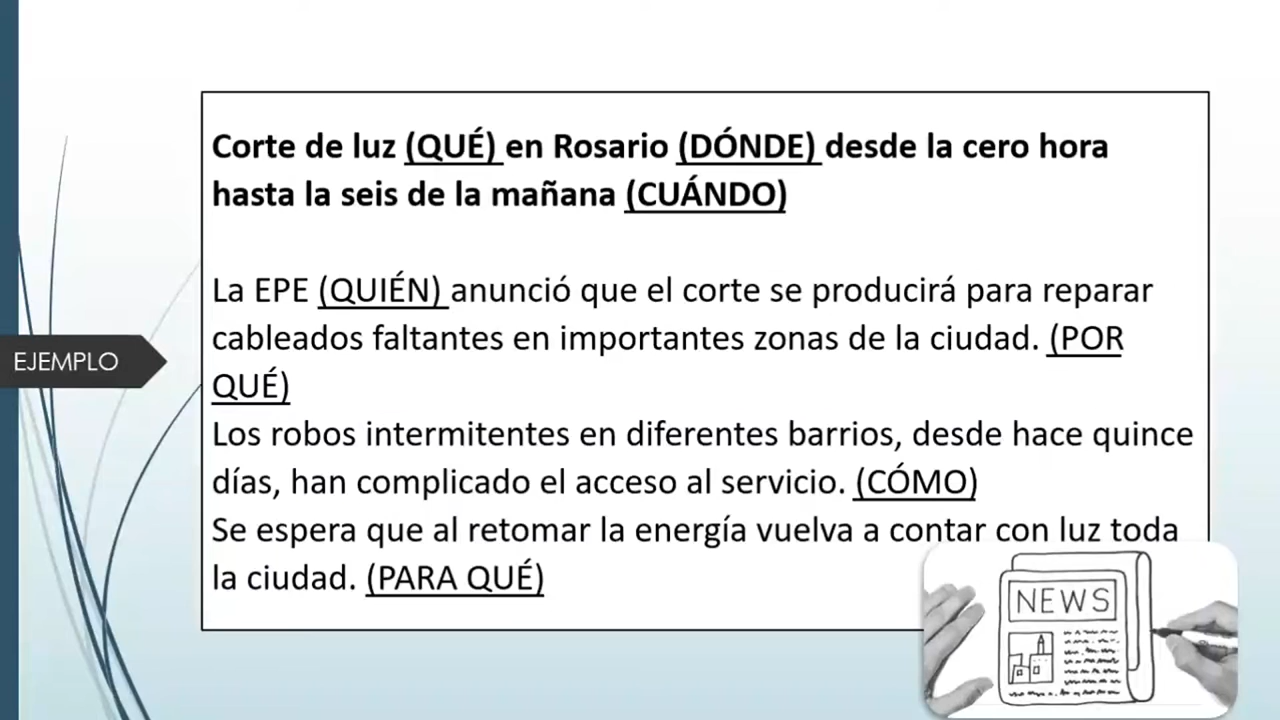 Corte de luz (QUÉ) en Rosario (DÓNDE) desde la cero hora
hasta la seis de la mañana (CUÁNDO)
La EPE (QUIÉN) anunció que el corte se producirá para reparar
cableados faltantes en importantes zonas de la ciudad. (POR
QUÉ)
EJEMPLO
Los robos intermitentes en diferentes barrios, desde hace quince
días, han complicado el acceso al servicio. (CÓMO)
Se espera que al retomar la energía vuelva a contar con luz toda
la ciudad. (PARA QUÉ)
NEWS